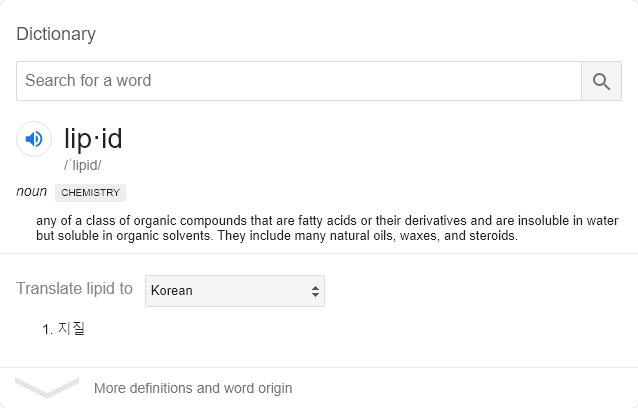 Dictionary
Search for a word
lip·id
/ˈlipid/
noun CHEMISTRY
any of a class of organic compounds that are fatty acids or their derivatives and are insoluble in water
but soluble in organic solvents. They include many natural oils, waxes, and steroids.
Translate lipid to Korean
1. 지질
More definitions and word origin